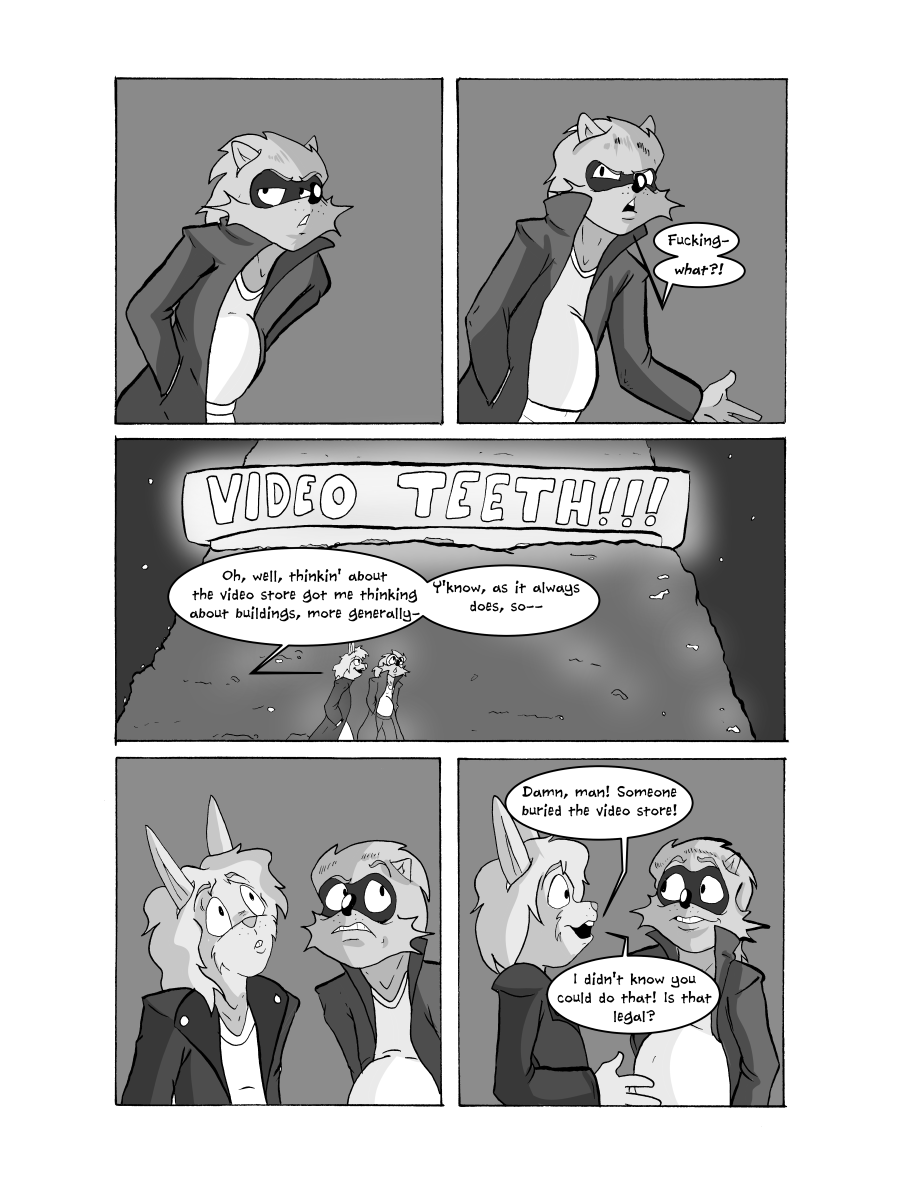 Fucking-
what?!
VIDEO TEETH!!!
Oh, well, thinkin' about
the video store got me thinking
about buildings, more generally-
Y'know, as it always
does, so--
Damn, man! Someone
buried the video store!
I didn't know you
could do that! Is that
legal?